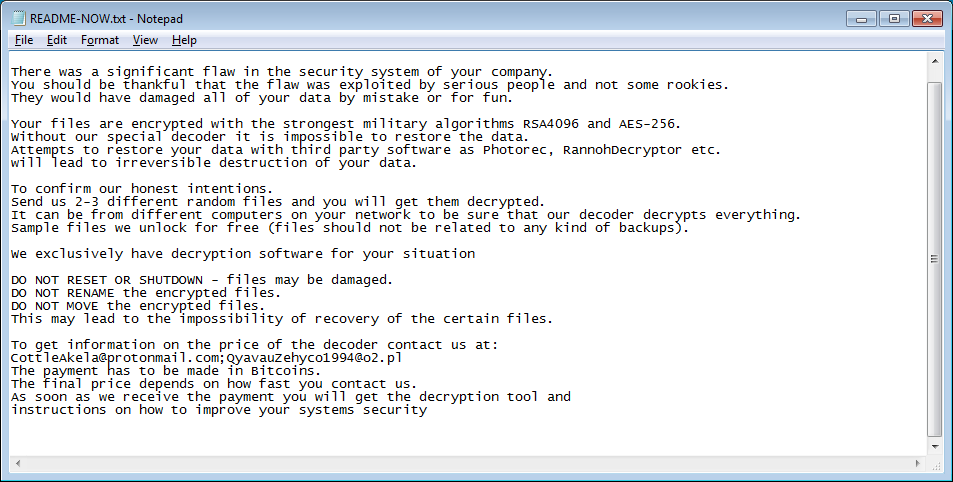 README-NOW.txt - Notepad
File Edit Format View Help
There was a significant flaw in the security system of your company.
You should be thankful that the flaw was exploited by serious people and not some rookies.
They would have damaged all of your data by mistake or for fun.
Your files are encrypted with the strongest military algorithms RSA4096 and AES-256.
Without our special decoder it is impossible to restore the data.
Attempts to restore your data with third party software as Photorec, RannohDecryptor etc.
will lead to irreversible destruction of your data.
To confirm our honest intentions.
Send us 2-3 different random files and you will get them decrypted.
It can be from different computers on your network to be sure that our decoder decrypts everything.
Sample files we unlock for free (files should not be related to any kind of backups).
We exclusively have decryption software for your situation
DO NOT RESET OR SHUTDOWN - files may be damaged.
DO NOT RENAME the encrypted files.
DO NOT MOVE the encrypted files.
This may lead to the impossibility of recovery of the certain files.
To get information on the price of the decoder contact us at:
CottleAkela@protonmail.com;QyavauZehyco1994@o2.pl
The payment has to be made in Bitcoins.
The final price depends on how fast you contact us.
As soon as we receive the payment you will get the decryption tool and
instructions on how to improve your systems security